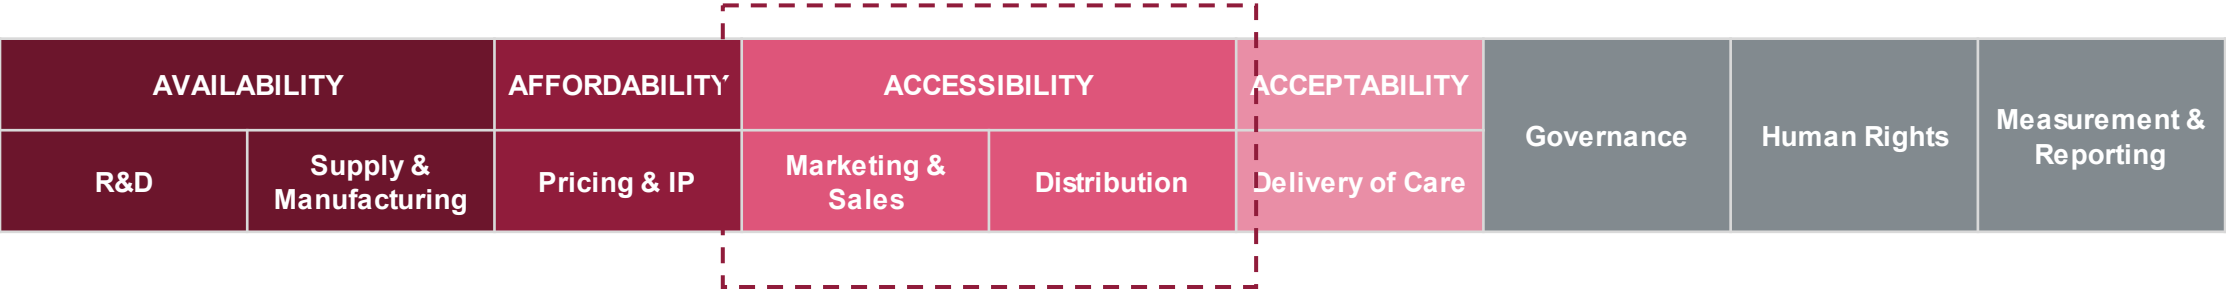 AVAILABILITY
AFFORDABILITY
ACCESSIBILITY
ACCEPTABILITY
R&D
Supply &
Manufacturing
Pricing & IP
Marketing &
Sales
Distribution
Delivery of Care
Governance
Human Rights
Measurement &
Reporting